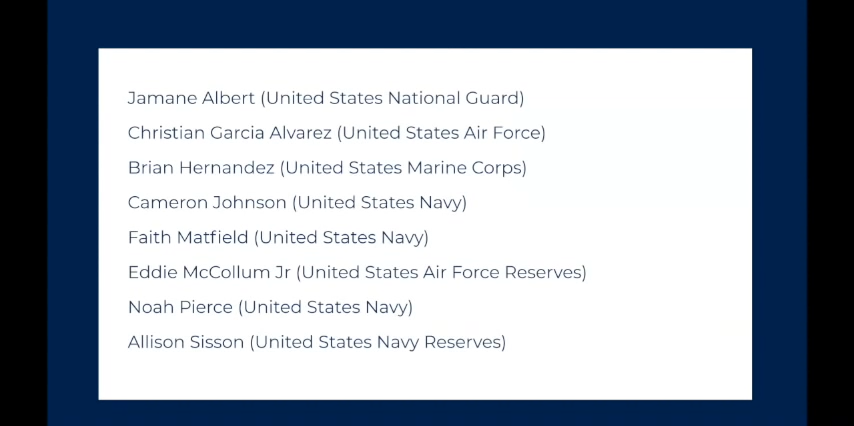 Jamane Albert (United States National Guard)
Christian Garcia Alvarez (United States Air Force)
Brian Hernandez (United States Marine Corps)
Cameron Johnson (United States Navy)
Faith Matfield (United States Navy)
Eddie McCollum Jr (United States Air Force Reserves)
Noah Pierce (United States Navy)
Allison Sisson (United States Navy Reserves)